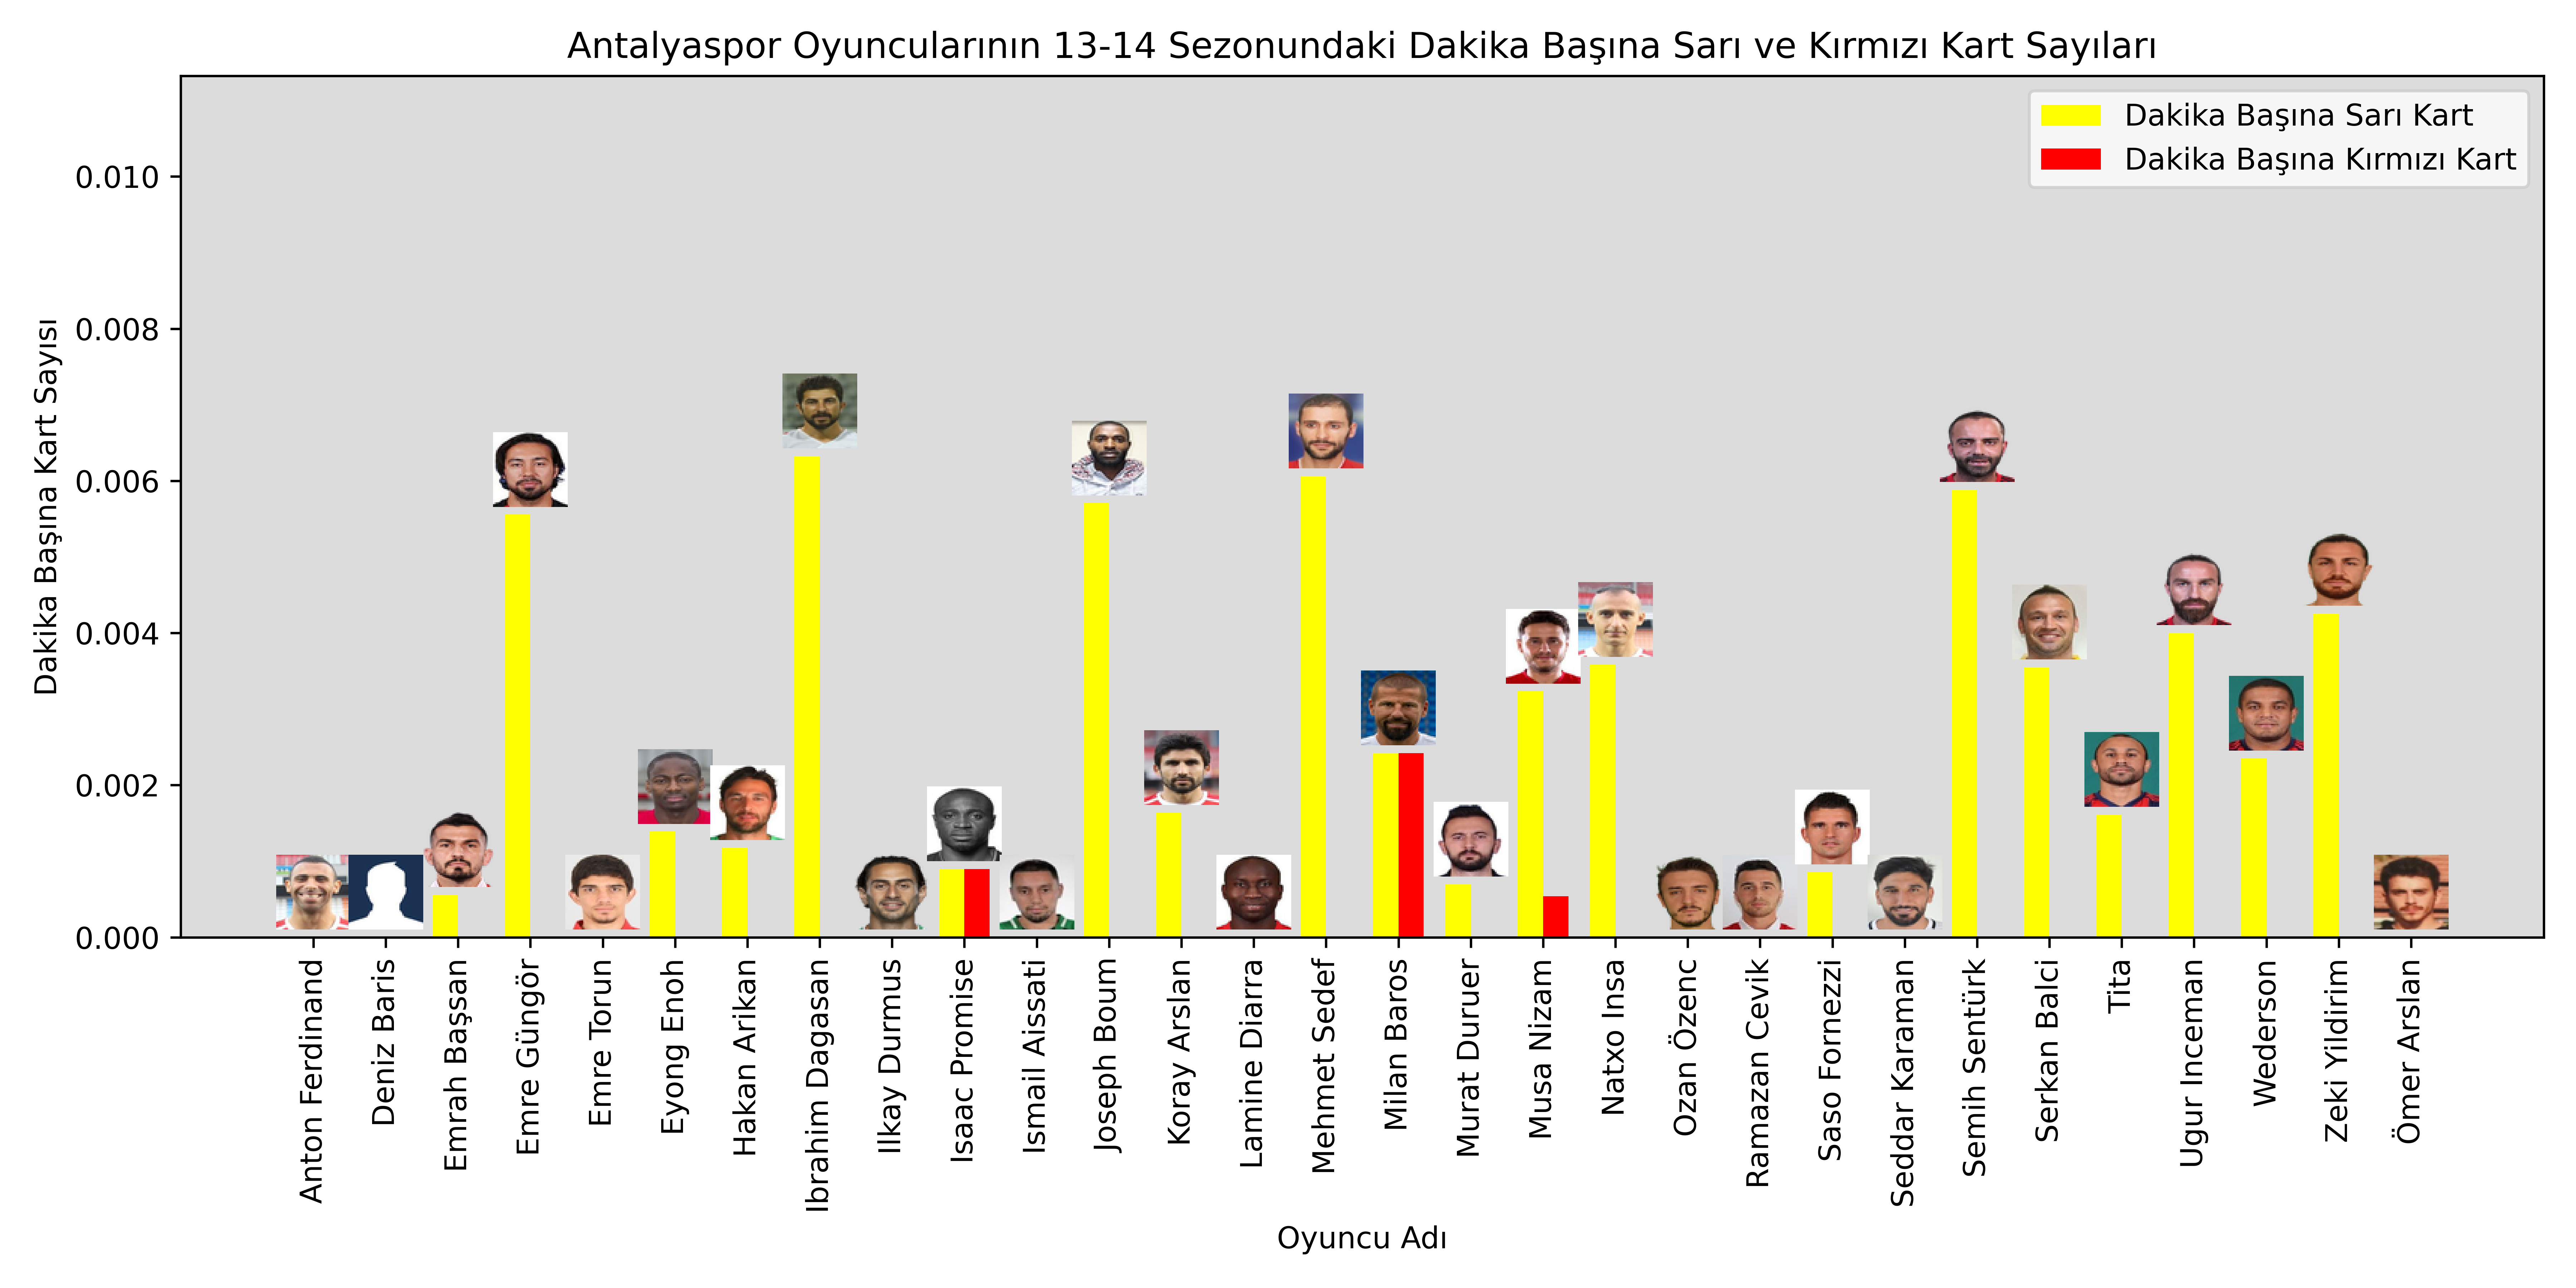 Antalyaspor Oyuncularının 13-14 Sezonundaki Dakika Başına Sarı ve Kırmızı Kart Sayıları
Dakika Başına Sarı Kart
Dakika Başına Kırmızı Kart
Dakika Başına Kart Sayısı
0.010
0.008
0.006
0.004
0.002
0.000
Anton Ferdinand
Deniz Baris
Emrah Başsan
Emre Güngör
Emre Torun
Eyong Enoh
Hakan Arikan
Ibrahim Dagasan
Ilkay Durmus
Isaac Promise
Ismail Aissati
Joseph Boum
Koray Arslan
Lamine Diarra
Mehmet Sedef
Milan Baros
Murat Duruer
Musa Nizam
Natxo Insa
Ozan Özenc
Ramazan Cevik
Saso Fornezzi
Seddar Karaman
Semih Sentürk
Serkan Balci
Tita
Ugur Inceman
Wederson
Zeki Yildirim
Ömer Arslan
Oyuncu Adı